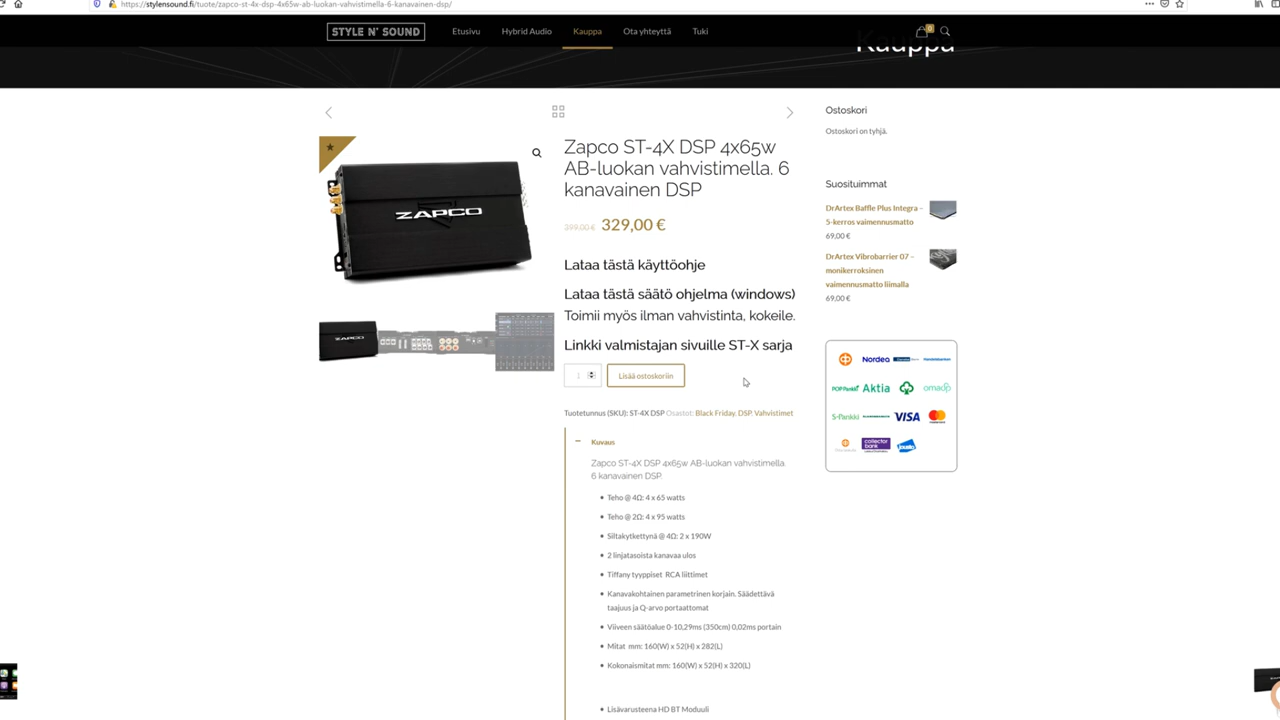 https://stylensound.fi/tuote/zapco-st-4x-dsp-4x65w-ab-luokan-vahvistimella-6-kanavainen-dsp/
STYLE N' SOUND
Etusivu
Hybrid Audio
Kauppa
Ota yhteyttä
Tuki
0
Kauppa
Zapco ST-4X DSP 4x65w
AB-luokan vahvistimella. 6
kanavainen DSP
399,00 € 329,00 €
Lataa tästä käyttöohje
Lataa tästä säätö ohjelma (windows)
Toimii myös ilman vahvistinta, kokeile.
Linkki valmistajan sivuille ST-X sarja
1
Lisää ostoskoriin
Tuotetunnus (SKU): ST-4X DSP Osastot: Black Friday, DSP, Vahvistimet
Kuvaus
Zapco ST-4X DSP 4x65w AB-luokan vahvistimella.
6 kanavainen DSP
Teho @ 4Ω: 4 x 65 watts
Teho @ 2Ω: 4 x 95 watts
Siltakytkettynä @ 4Ω: 2 x 190W
2 linjatasoista kanavaa ulos
Tiffany tyyppiset RCA liittimet
Kanavakohtainen parametrinen korjain. Säädettävä
taajuus ja Q-arvo portaattomat
Viiveen säätöalue 0-10,29ms (350cm) 0,02ms portain
Mitat mm: 160(W) x 52(H) x 282(L)
Kokonaismitat mm: 160(W) x 52(H) x 320(L)
Lisävarusteena HD BT Moduuli
ZAPCO
ZAPCO
Ostoskori
Ostoskori on tyhjä.
Suosituimmat
DrArtex Baffle Plus Integra –
5-kerros vaimennusmatto
69,00 €
DrArtex Vibrobarrier 07 –
monikerroksinen
vaimennusmatto liimalla
69,00 €
Nordea
POP Pankki
Aktia
omasp
S-Pankki
VISA
mastercard
collector
bank